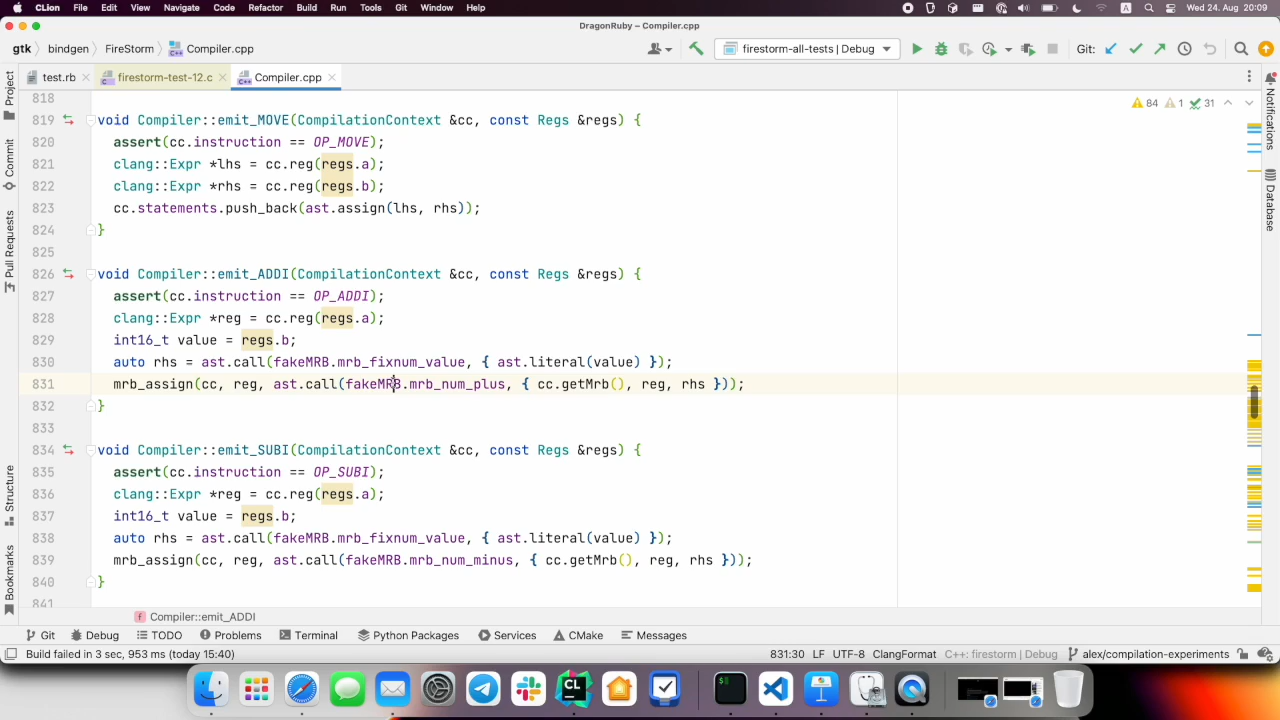 CLion File Edit View Navigate Code Refactor Build Run Tools Git Window Help A Wed 24. Aug 20:09
DragonRuby – Compiler.cpp
gtk bindgen FireStorm Compiler.cpp firestorm-all-tests | Debug Git:
test.rb firestorm-test-12.c Compiler.cpp
84 1 31
818
819 void Compiler::emit_MOVE(CompilationContext &cc, const Regs &regs) {
820 assert(cc.instruction == OP_MOVE);
821 clang::Expr *lhs = cc.reg(regs.a);
822 clang::Expr *rhs = cc.reg(regs.b);
823 cc.statements.push_back(ast.assign(lhs, rhs));
824 }
825
826 void Compiler::emit_ADDI(CompilationContext &cc, const Regs &regs) {
827 assert(cc.instruction == OP_ADDI);
828 clang::Expr *reg = cc.reg(regs.a);
829 int16_t value = regs.b;
830 auto rhs = ast.call(fakeMRB.mrb_fixnum_value, { ast.literal(value) });
831 mrb_assign(cc, reg, ast.call(fakeMRB.mrb_num_plus, { cc.getMrb(), reg, rhs }));
832 }
833
834 void Compiler::emit_SUBI(CompilationContext &cc, const Regs &regs) {
835 assert(cc.instruction == OP_SUBI);
836 clang::Expr *reg = cc.reg(regs.a);
837 int16_t value = regs.b;
838 auto rhs = ast.call(fakeMRB.mrb_fixnum_value, { ast.literal(value) });
839 mrb_assign(cc, reg, ast.call(fakeMRB.mrb_num_minus, { cc.getMrb(), reg, rhs }));
840 }
841
Project
Commit
Pull Requests
Structure
Bookmarks
Notifications
Database
f Compiler::emit_ADDI
Git Debug TODO Problems Terminal Python Packages Services CMake Messages
Build failed in 3 sec, 953 ms (today 15:40) 831:30 LF UTF-8 ClangFormat C++: firestorm | Debug alex/compilation-experiments
CL